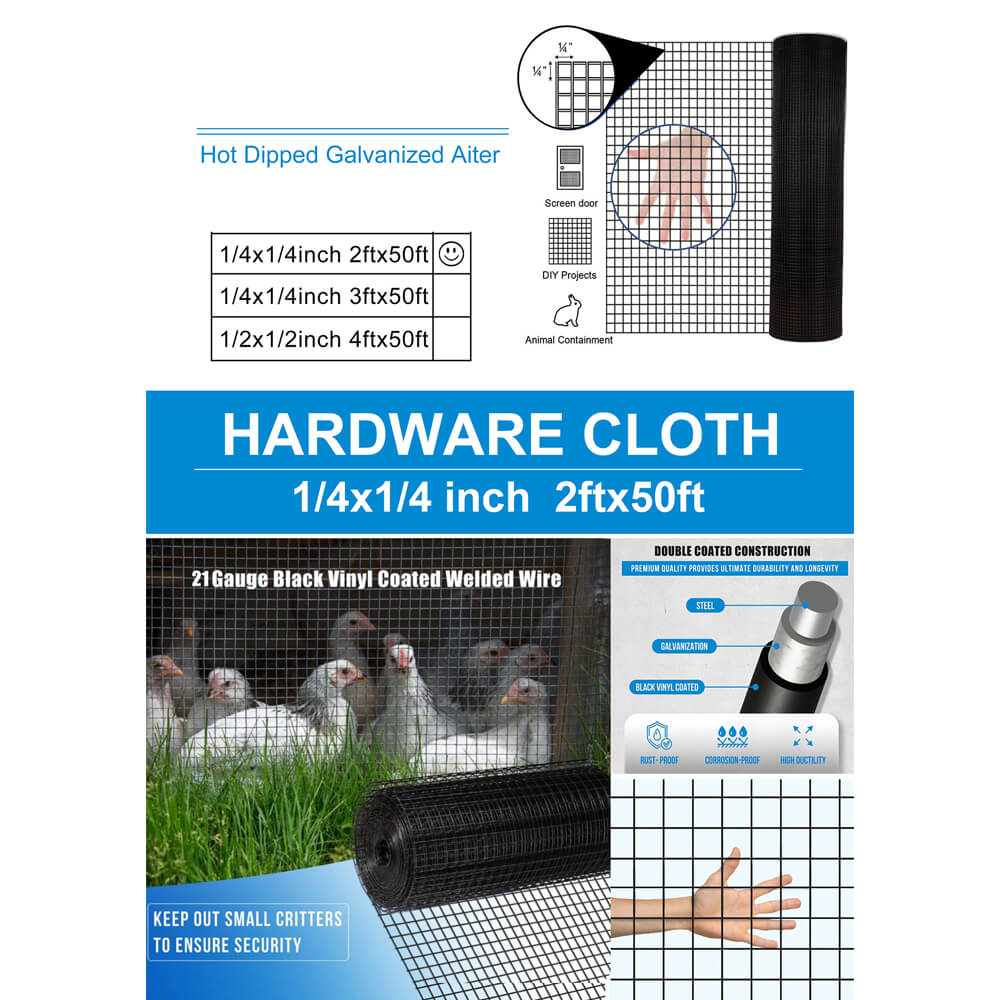 1/4"
1/4"
Hot Dipped Galvanized Aiter
Screen door
DIY Projects
Animal Containment
1/4x1/4inch 2ftx50ft
1/4x1/4inch 3ftx50ft
1/2x1/2inch 4ftx50ft
HARDWARE CLOTH
1/4x1/4 inch 2ftx50ft
21Gauge Black Vinyl Coated Welded Wire
DOUBLE COATED CONSTRUCTION
PREMIUM QUALITY PROVIDES ULTIMATE DURABILITY AND LONGEVITY
STEEL
GALVANIZATION
BLACK VINYL COATED
RUST- PROOF
CORROSION-PROOF
HIGH DUCTILITY
KEEP OUT SMALL CRITTERS
TO ENSURE SECURITY